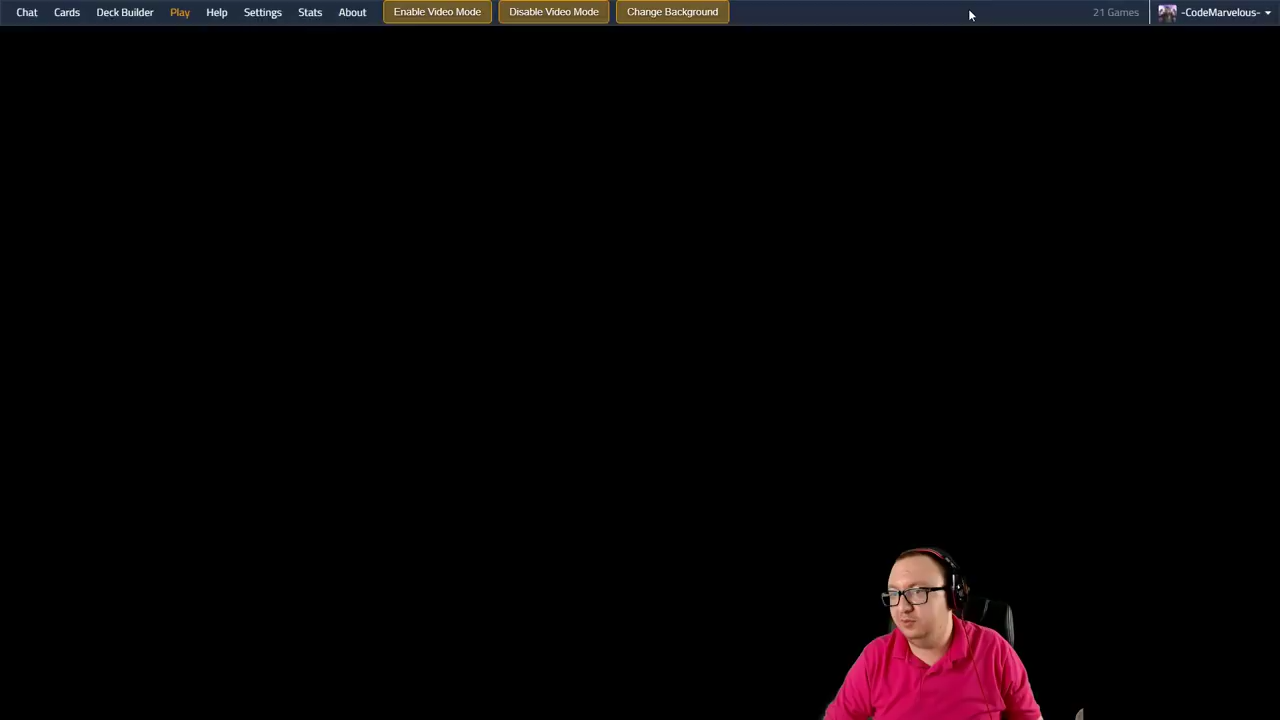 Chat Cards Deck Builder Play Help Settings Stats About Enable Video Mode Disable Video Mode Change Background 21 Games -CodeMarvelous-